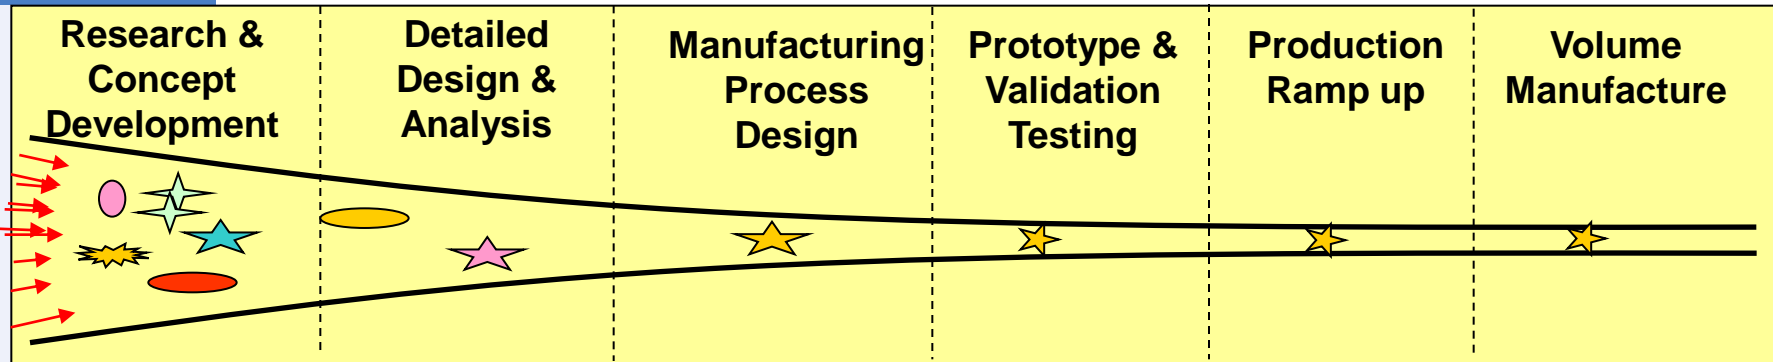 Research &
Concept
Development
Detailed
Design &
Analysis
Manufacturing
Process
Design
Prototype &
Validation
Testing
Production
Ramp up
Volume
Manufacture